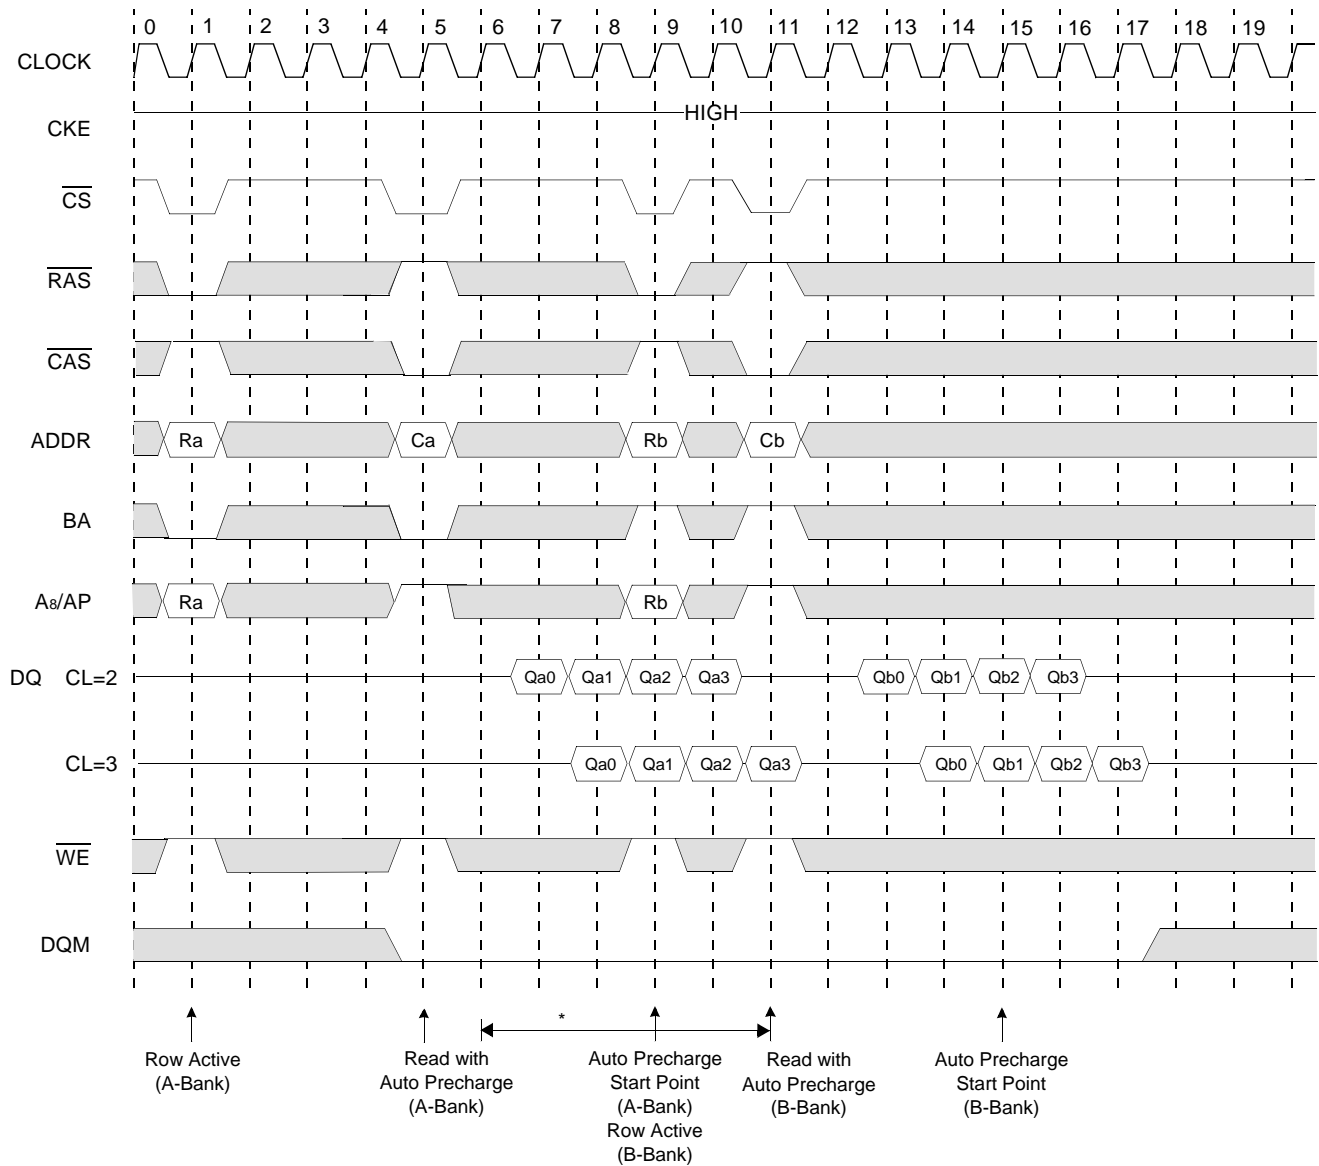 0 1 2 3 4 5 6 7 8 9 10 11 12 13 14 15 16 17 18 19
CLOCK
HIGH
CKE
CS
RAS
CAS
ADDR Ra Ca Rb Cb
BA
A8/AP Ra Rb
DQ CL=2 Qa0 Qa1 Qa2 Qa3 Qb0 Qb1 Qb2 Qb3
CL=3 Qa0 Qa1 Qa2 Qa3 Qb0 Qb1 Qb2 Qb3
WE
DQM
*
Row Active
(A-Bank)
Read with
Auto Precharge
(A-Bank)
Auto Precharge
Start Point
(A-Bank)
Row Active
(B-Bank)
Read with
Auto Precharge
(B-Bank)
Auto Precharge
Start Point
(B-Bank)